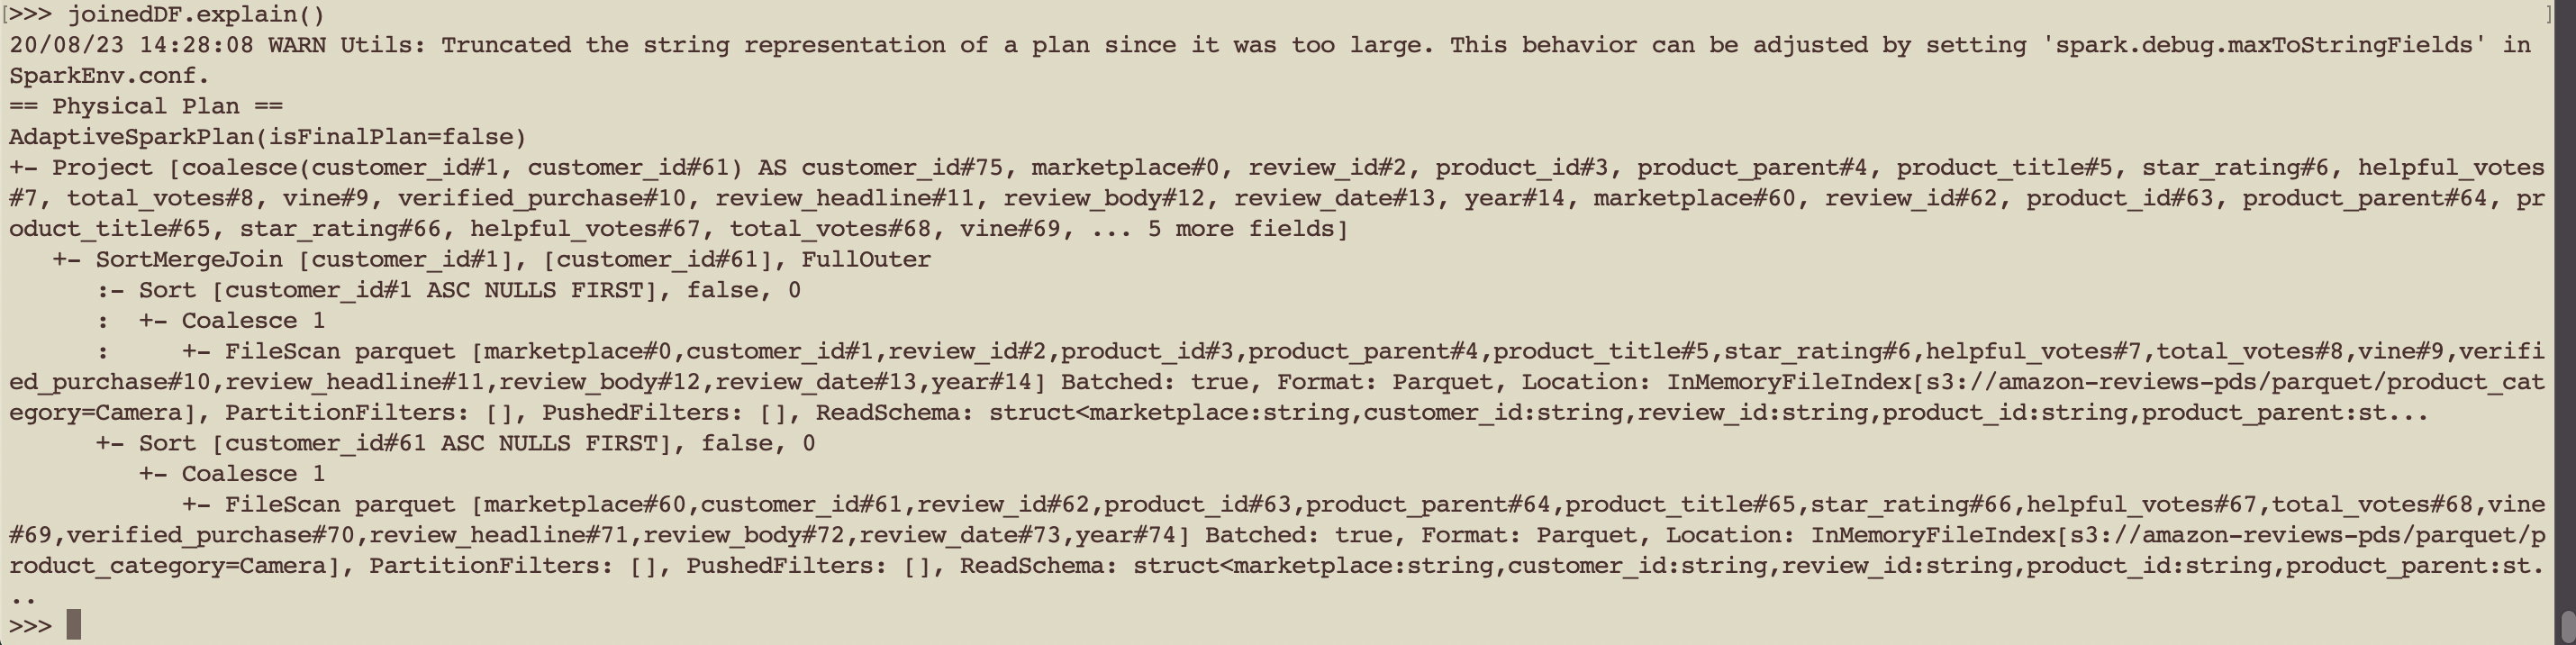 [>>> joinedDF.explain() ]
20/08/23 14:28:08 WARN Utils: Truncated the string representation of a plan since it was too large. This behavior can be adjusted by setting 'spark.debug.maxToStringFields' in
SparkEnv.conf.
== Physical Plan ==
AdaptiveSparkPlan(isFinalPlan=false)
+- Project [coalesce(customer_id#1, customer_id#61) AS customer_id#75, marketplace#0, review_id#2, product_id#3, product_parent#4, product_title#5, star_rating#6, helpful_votes
#7, total_votes#8, vine#9, verified_purchase#10, review_headline#11, review_body#12, review_date#13, year#14, marketplace#60, review_id#62, product_id#63, product_parent#64, pr
oduct_title#65, star_rating#66, helpful_votes#67, total_votes#68, vine#69, ... 5 more fields]
   +- SortMergeJoin [customer_id#1], [customer_id#61], FullOuter
      :- Sort [customer_id#1 ASC NULLS FIRST], false, 0
      :  +- Coalesce 1
      :     +- FileScan parquet [marketplace#0,customer_id#1,review_id#2,product_id#3,product_parent#4,product_title#5,star_rating#6,helpful_votes#7,total_votes#8,vine#9,verifi
ed_purchase#10,review_headline#11,review_body#12,review_date#13,year#14] Batched: true, Format: Parquet, Location: InMemoryFileIndex[s3://amazon-reviews-pds/parquet/product_cat
egory=Camera], PartitionFilters: [], PushedFilters: [], ReadSchema: struct<marketplace:string,customer_id:string,review_id:string,product_id:string,product_parent:st...
      +- Sort [customer_id#61 ASC NULLS FIRST], false, 0
         +- Coalesce 1
            +- FileScan parquet [marketplace#60,customer_id#61,review_id#62,product_id#63,product_parent#64,product_title#65,star_rating#66,helpful_votes#67,total_votes#68,vine
#69,verified_purchase#70,review_headline#71,review_body#72,review_date#73,year#74] Batched: true, Format: Parquet, Location: InMemoryFileIndex[s3://amazon-reviews-pds/parquet/p
roduct_category=Camera], PartitionFilters: [], PushedFilters: [], ReadSchema: struct<marketplace:string,customer_id:string,review_id:string,product_id:string,product_parent:st.
..
>>>